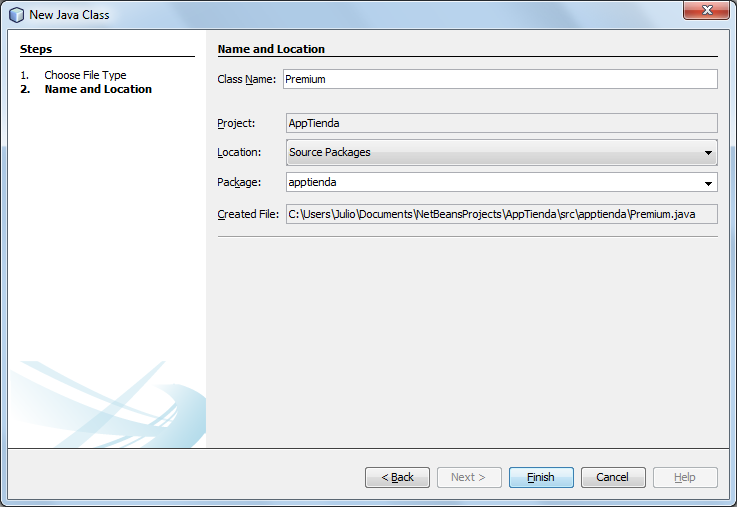 New Java Class
Steps
1. Choose File Type
2. Name and Location
Name and Location
Class Name: Premium
Project: AppTienda
Location: Source Packages
Package: apptienda
Created File: C:\Users\Julio\Documents\NetBeansProjects\AppTienda\src\apptienda\Premium.java
< Back Next > Finish Cancel Help